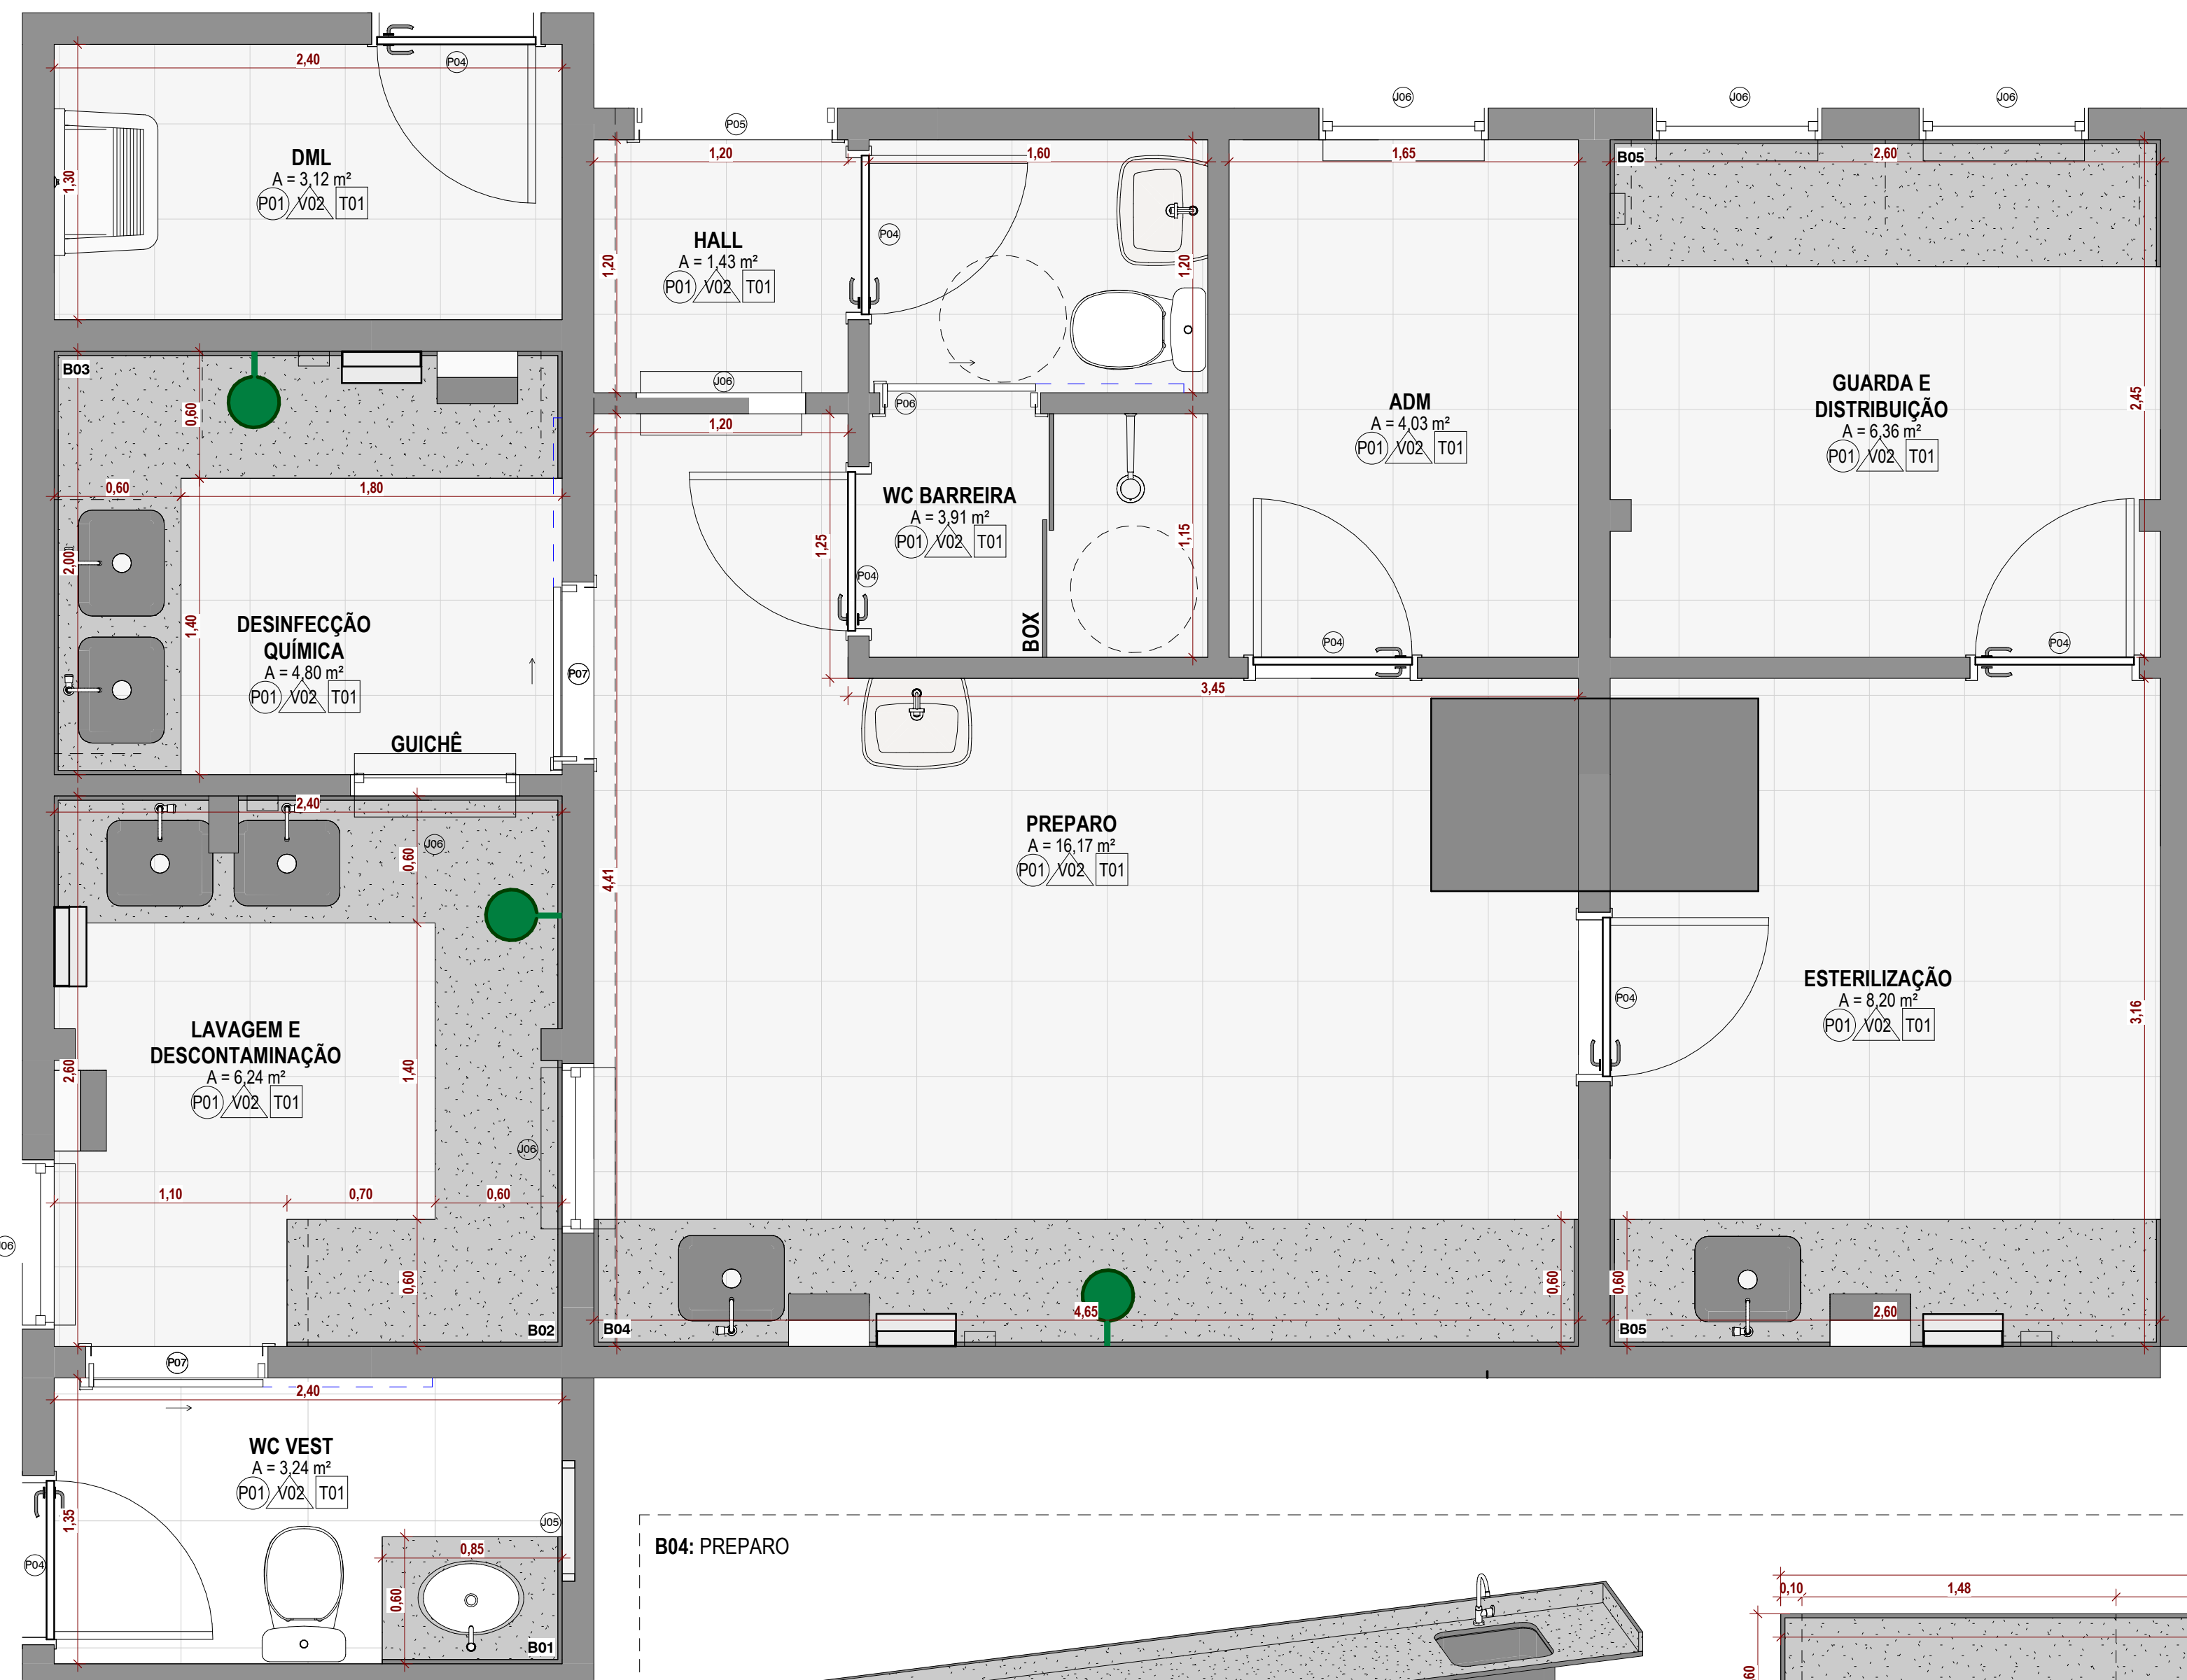 P04
2,40
1,30
DML
A = 3,12 m²
P01 V02 T01
P05
1,20
1,20
HALL
A = 1,43 m²
P01 V02 T01
J06
1,20
1,60
P04
1,20
P06
J06
1,65
ADM
A = 4,03 m²
P01 V02 T01
P04
J06
J06
B05
2,60
GUARDA E
DISTRIBUIÇÃO
A = 6,36 m²
P01 V02 T01
2,45
P04
B03
0,60
0,60
1,80
2,00
1,40
DESINFECÇÃO
QUÍMICA
A = 4,80 m²
P01 V02 T01
GUICHÊ
P07
1,25
P04
WC BARREIRA
A = 3,91 m²
P01 V02 T01
BOX
1,15
3,45
2,40
J06
0,60
LAVAGEM E
DESCONTAMINAÇÃO
A = 6,24 m²
P01 V02 T01
2,60
1,40
J06
1,10
0,70
0,60
0,60
B02
P07
PREPARO
A = 16,17 m²
P01 V02 T01
4,41
B04
4,65
0,60
P04
ESTERILIZAÇÃO
A = 8,20 m²
P01 V02 T01
3,16
0,60
B05
2,60
2,40
WC VEST
A = 3,24 m²
P01 V02 T01
1,35
P04
J05
0,85
0,60
B01
B04: PREPARO
0,10
1,48